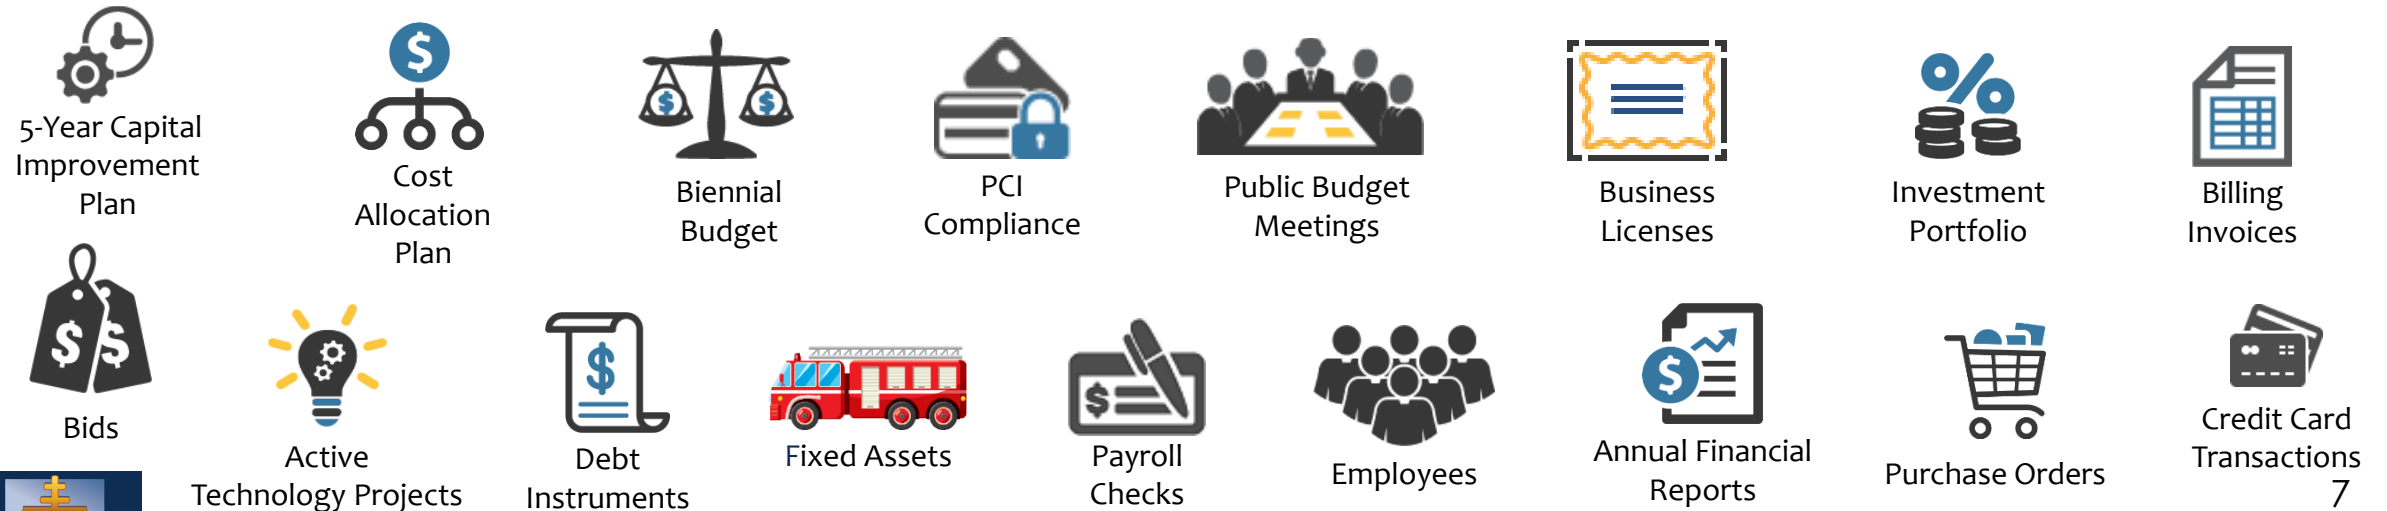 5-Year Capital
Improvement
Plan
Cost
Allocation
Plan
Biennial
Budget
PCI
Compliance
Public Budget
Meetings
Business
Licenses
Investment
Portfolio
Billing
Invoices
Bids
Active
Technology Projects
Debt
Instruments
Fixed Assets
Payroll
Checks
Employees
Annual Financial
Reports
Purchase Orders
Credit Card
Transactions
7